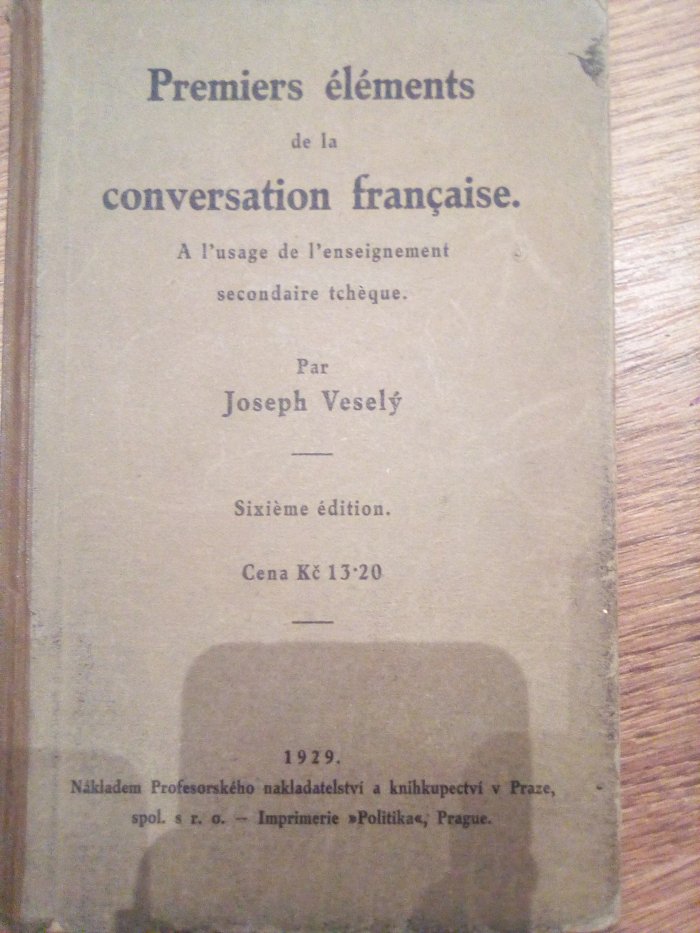 Premiers éléments
de la
conversation française.
A l'usage de l'enseignement
secondaire tchèque.
Par
Joseph Veselý
Sixième édition.
Cena Kč 13·20
1929.
Nákladem Profesorského nakladatelství a knihkupectví v Praze,
spol. s r. o. — Imprimerie »Politika«, Prague.